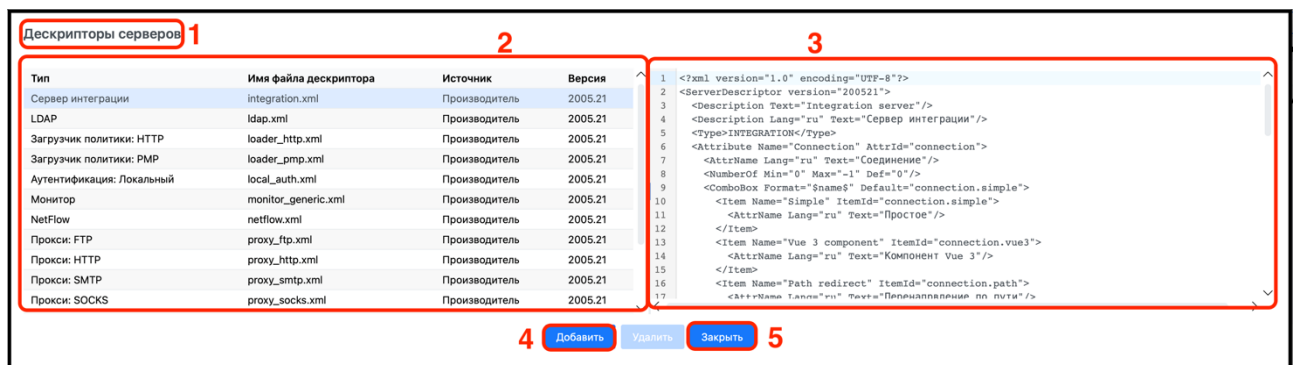 Дескрипторы серверов 1
2 3
Тип Имя файла дескриптора Источник Версия
Сервер интеграции integration.xml Производитель 2005.21
LDAP ldap.xml Производитель 2005.21
Загрузчик политики: HTTP loader_http.xml Производитель 2005.21
Загрузчик политики: PMP loader_pmp.xml Производитель 2005.21
Аутентификация: Локальный local_auth.xml Производитель 2005.21
Монитор monitor_generic.xml Производитель 2005.21
NetFlow netflow.xml Производитель 2005.21
Прокси: FTP proxy_ftp.xml Производитель 2005.21
Прокси: HTTP proxy_http.xml Производитель 2005.21
Прокси: SMTP proxy_smtp.xml Производитель 2005.21
Прокси: SOCKS proxy_socks.xml Производитель 2005.21
1 <?xml version="1.0" encoding="UTF-8"?>
2 <ServerDescriptor version="200521">
3 <Description Text="Integration server"/>
4 <Description Lang="ru" Text="Сервер интеграции"/>
5 <Type>INTEGRATION</Type>
6 <Attribute Name="Connection" AttrId="connection">
7 <AttrName Lang="ru" Text="Соединение"/>
8 <NumberOf Min="0" Max="-1" Def="0"/>
9 <ComboBox Format="$name$" Default="connection.simple">
10 <Item Name="Simple" ItemId="connection.simple">
11 <AttrName Lang="ru" Text="Простое"/>
12 </Item>
13 <Item Name="Vue 3 component" ItemId="connection.vue3">
14 <AttrName Lang="ru" Text="Компонент Vue 3"/>
15 </Item>
16 <Item Name="Path redirect" ItemId="connection.path">
17 <AttrName Lang="ru" Text="Перенаправление по пути"/>
4 Добавить Удалить Закрыть 5